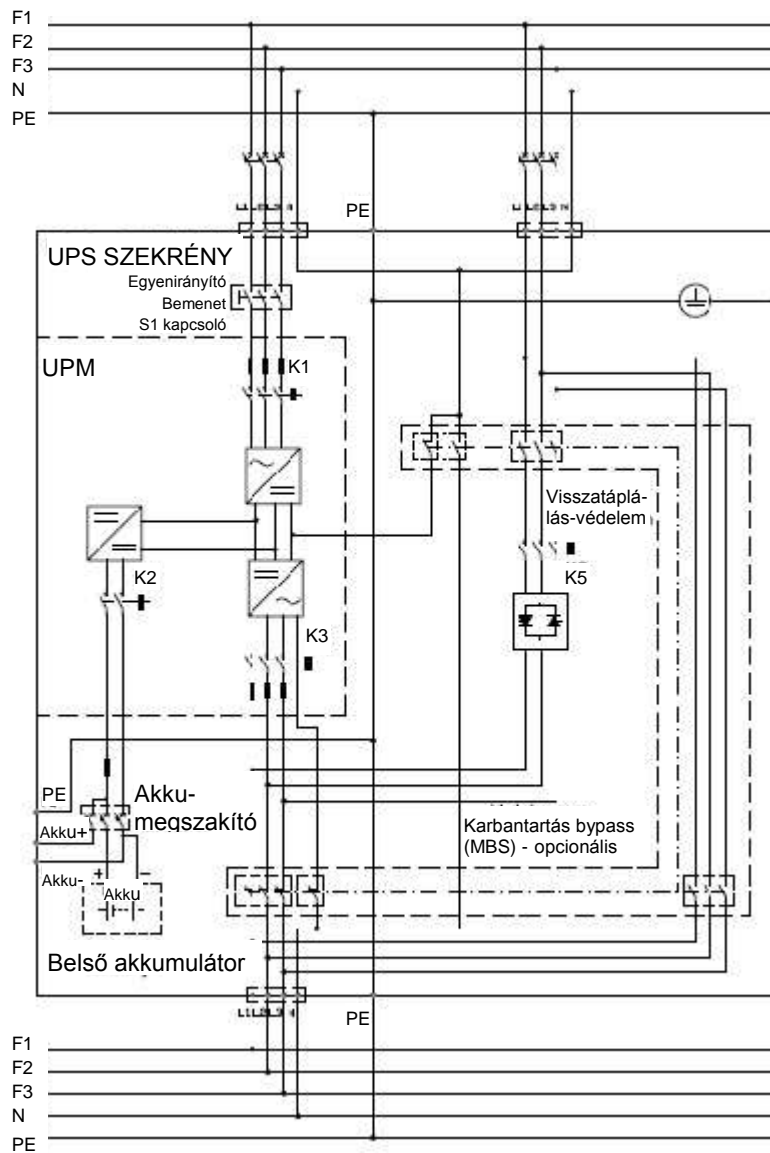 F1
F2
F3
N
PE
PE
UPS SZEKRÉNY
Egyenirányító
Bemenet
S1 kapcsoló
UPM
K1
Visszatáplá-
lás-védelem
K2
K5
K3
PE
Akku-
megszakító
Akku+
Karbantartás bypass
(MBS) - opcionális
Akku-
Akku
+
−
Belső akkumulátor
PE
F1
F2
F3
N
PE